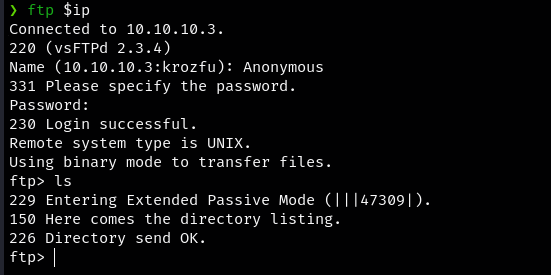 ❯ ftp $ip
Connected to 10.10.10.3.
220 (vsFTPd 2.3.4)
Name (10.10.10.3:krozfu): Anonymous
331 Please specify the password.
Password:
230 Login successful.
Remote system type is UNIX.
Using binary mode to transfer files.
ftp> ls
229 Entering Extended Passive Mode (|||47309|).
150 Here comes the directory listing.
226 Directory send OK.
ftp>